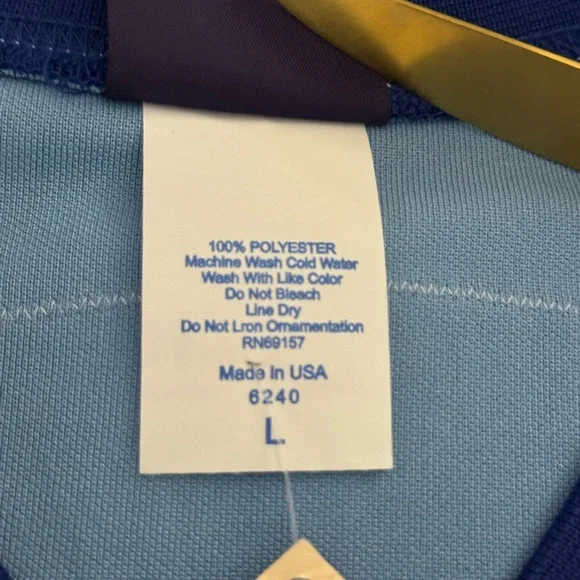 100% POLYESTER
Machine Wash Cold Water
Wash With Like Color
Do Not Bleach
Line Dry
Do Not Lron Ornamentation
RN69157
Made In USA
6240
L.